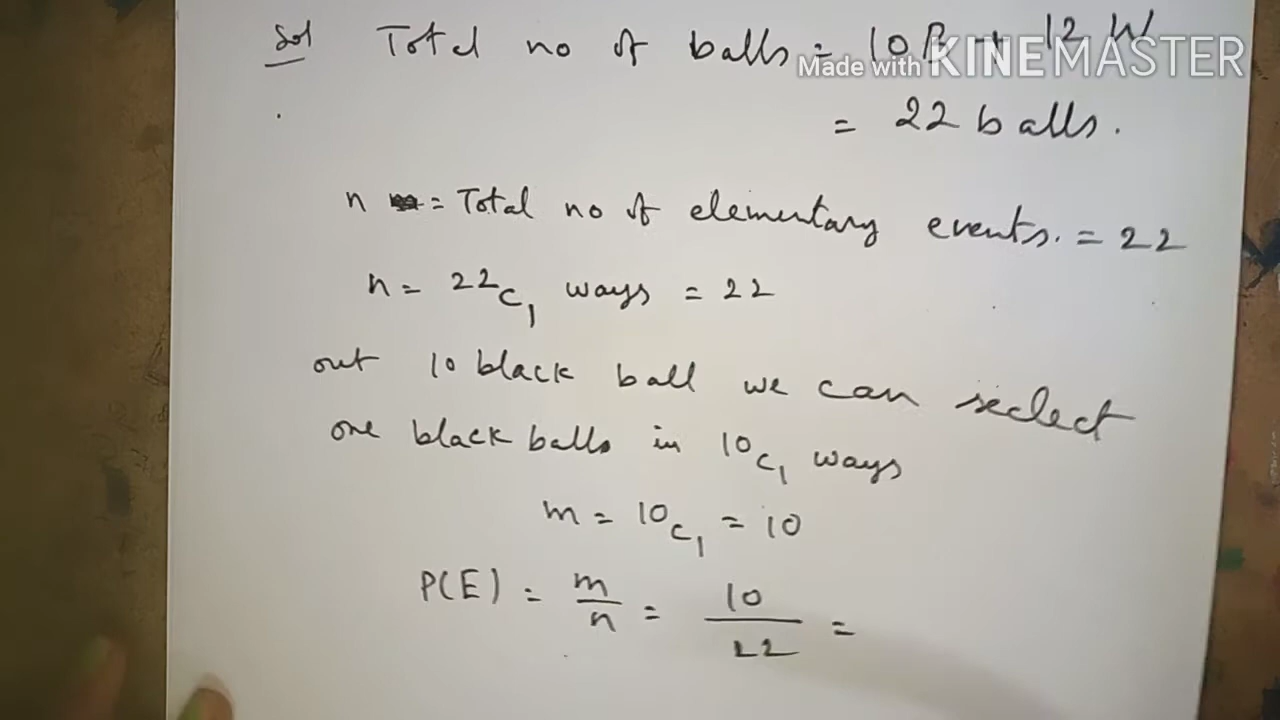 Sol Total no of balls = 10B + 12 W
Made with KINEMASTER
= 22 balls.
n = Total no of elementary events. = 22
n = 22c1 ways = 22
out 10 black ball we can select
one black balls in 10c1 ways
m = 10c1 = 10
P(E) = m/n = 10/22 =